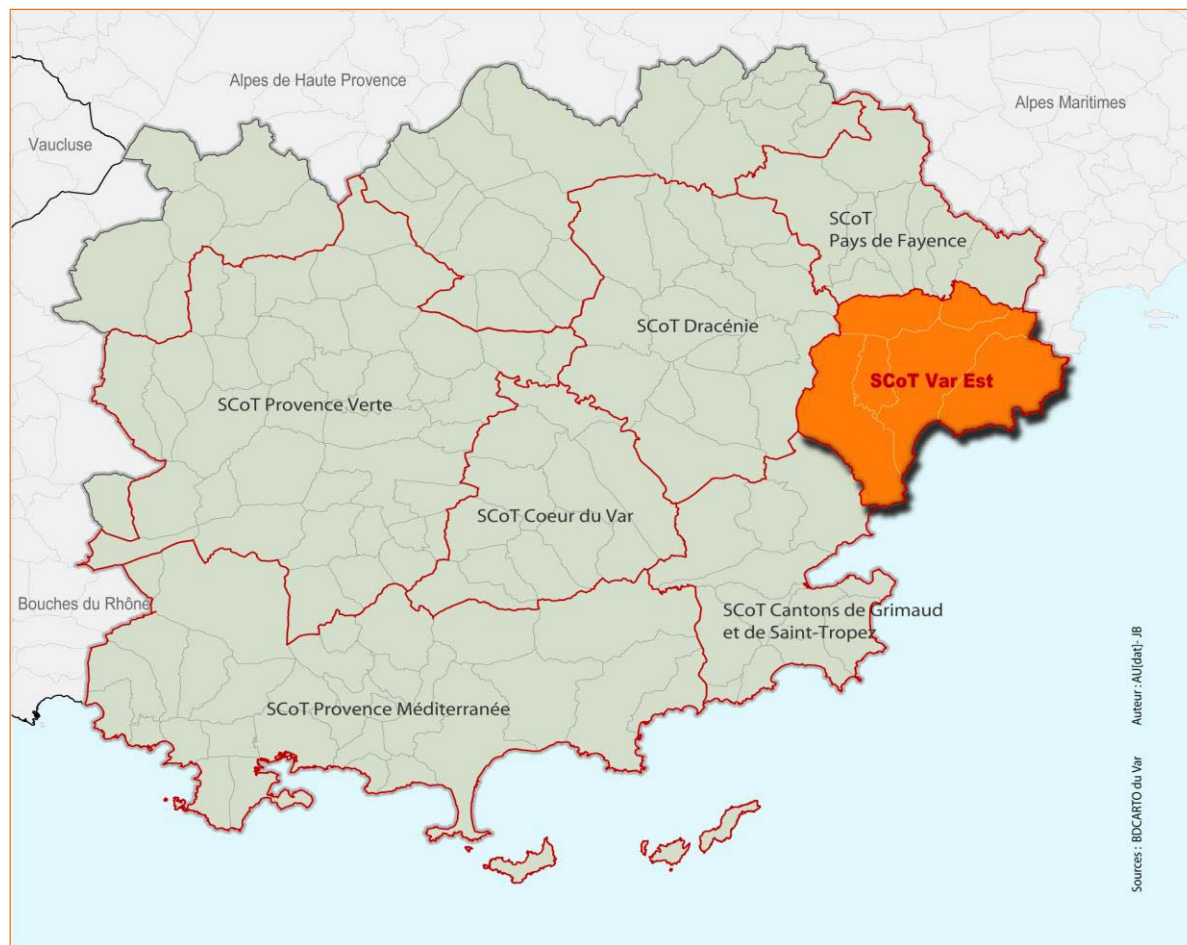 Alpes de Haute Provence
Alpes Maritimes
Vaucluse
SCoT
Pays de Fayence
SCoT Dracénie
SCoT Var Est
SCoT Provence Verte
SCoT Coeur du Var
Bouches du Rhône
SCoT Cantons de Grimaud
et de Saint-Tropez
SCoT Provence Méditerranée
Sources : BDCARTO du Var
Auteur : AU[dat]- JB